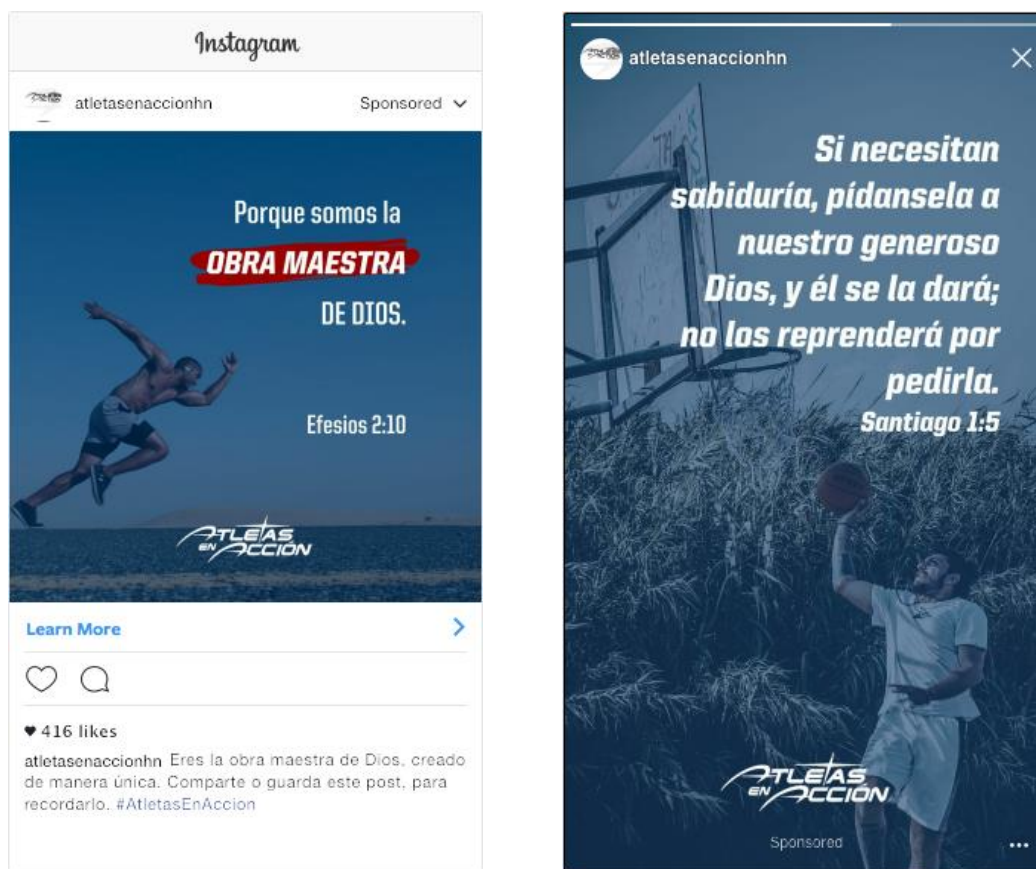 Instagram
atletasenaccionhn
Sponsored
Porque somos la
OBRA MAESTRA
DE DIOS.
Efesios 2:10
ATLETAS
EN ACCIÓN
Learn More
416 likes
atletasenaccionhn Eres la obra maestra de Dios, creado
de manera única. Comparte o guarda este post, para
recordarlo. #AtletasEnAccion
atletasenaccionhn
Si necesitan
sabiduría, pídansela a
nuestro generoso
Dios, y él se la dará;
no los reprenderá por
pedirla.
Santiago 1:5
ATLETAS
EN ACCIÓN
Sponsored